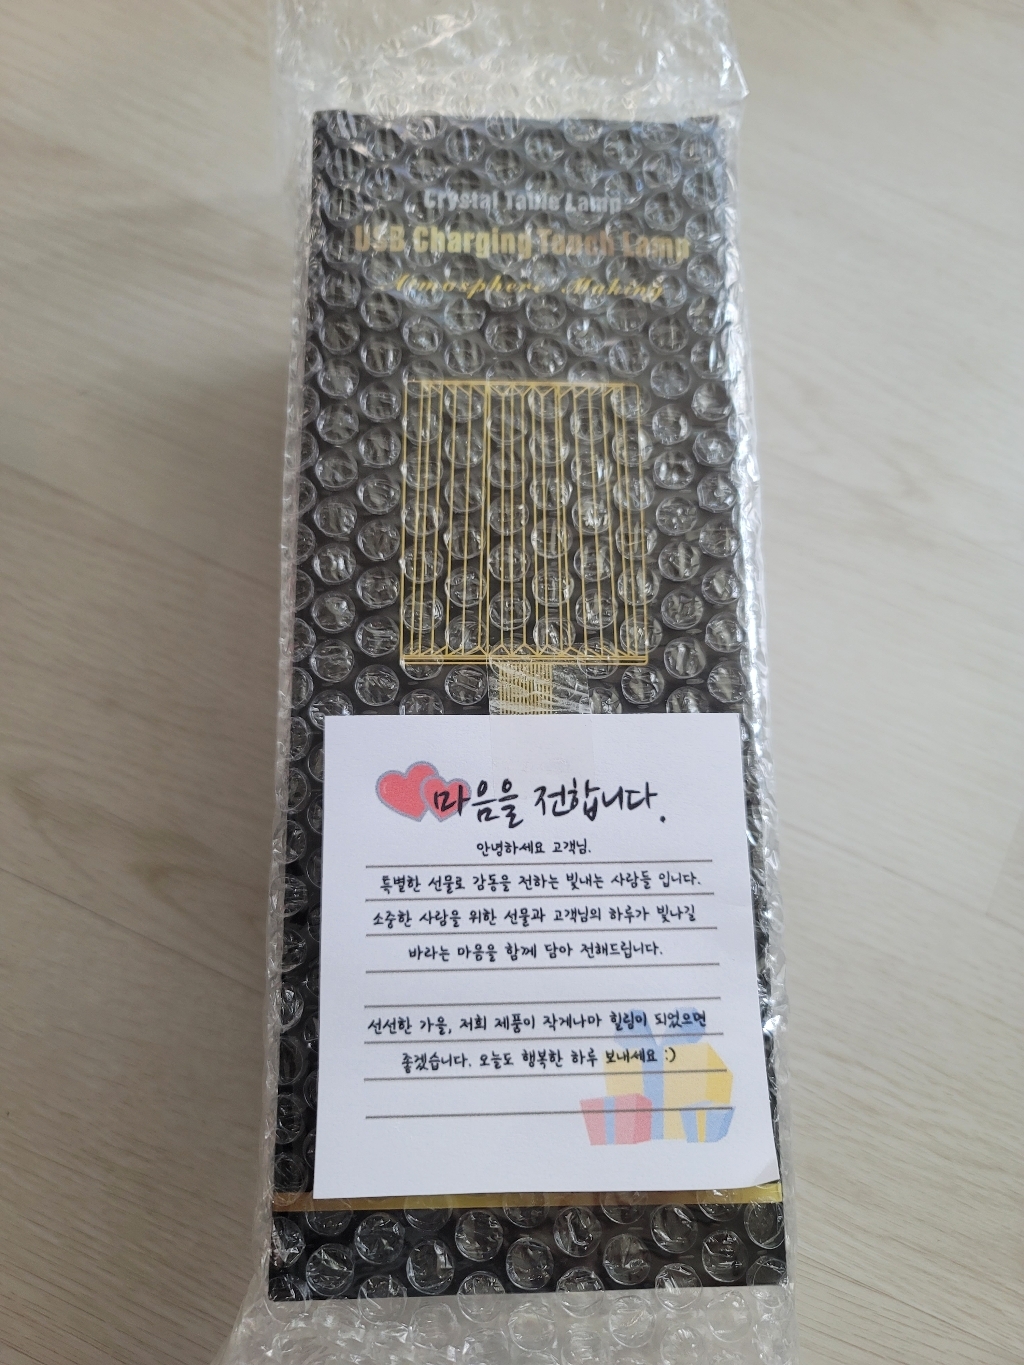 Crystal Table Lamp
USB Charging Touch Lamp
Atmosphere Making
마음을 전합니다.
안녕하세요 고객님.
특별한 선물로 감동을 전하는 빛내는 사람들 입니다.
소중한 사람을 위한 선물과 고객님의 하루가 빛나길
바라는 마음을 함께 담아 전해드립니다.
선선한 가을, 저희 제품이 작게나마 힐링이 되었으면
좋겠습니다. 오늘도 행복한 하루 보내세요 :)